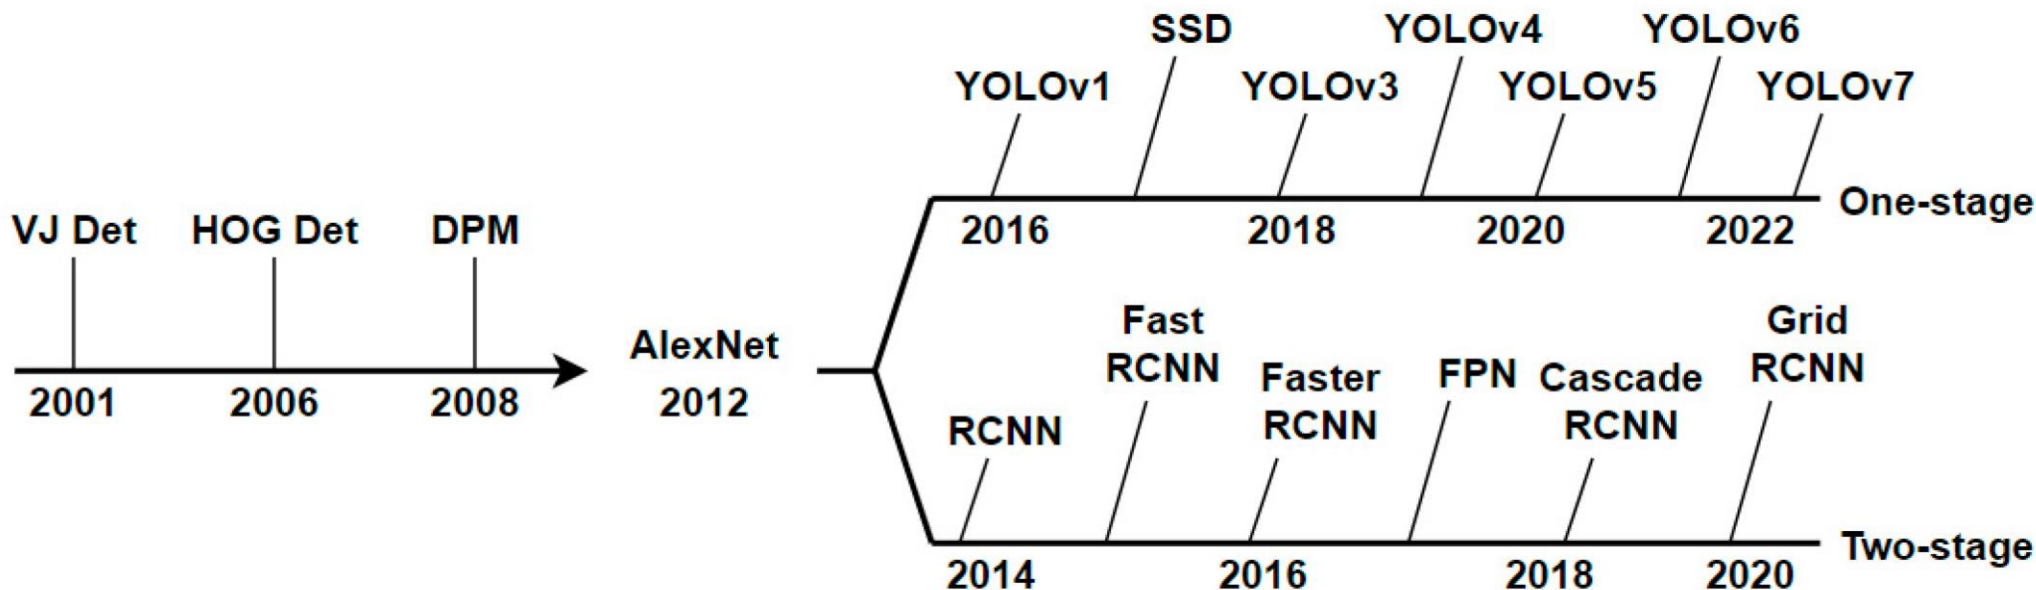 VJ Det
HOG Det
DPM
2001
2006
2008
AlexNet
2012
YOLOv1
SSD
YOLOv3
YOLOv4
YOLOv5
YOLOv6
YOLOv7
2016
2018
2020
2022
One-stage
RCNN
Fast
RCNN
Faster
RCNN
FPN
Cascade
RCNN
Grid
RCNN
2014
2016
2018
2020
Two-stage